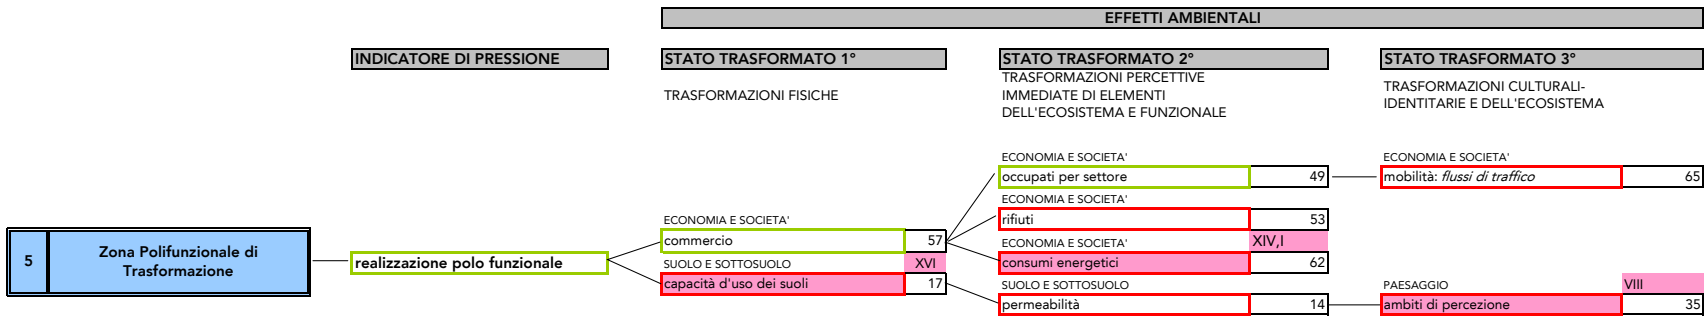 EFFETTI AMBIENTALI
INDICATORE DI PRESSIONE
STATO TRASFORMATO 1°
STATO TRASFORMATO 2°
STATO TRASFORMATO 3°
TRASFORMAZIONI FISICHE
TRASFORMAZIONI PERCETTIVE
IMMEDIATE DI ELEMENTI
DELL'ECOSISTEMA E FUNZIONALE
TRASFORMAZIONI CULTURALI-
IDENTITARIE E DELL'ECOSISTEMA
5
Zona Polifunzionale di
Trasformazione
realizzazione polo funzionale
ECONOMIA E SOCIETA'
commercio 57
SUOLO E SOTTOSUOLO XVI
capacità d'uso dei suoli 17
ECONOMIA E SOCIETA'
occupati per settore 49
ECONOMIA E SOCIETA'
rifiuti 53
ECONOMIA E SOCIETA' XIV,I
consumi energetici 62
SUOLO E SOTTOSUOLO
permeabilità 14
ECONOMIA E SOCIETA'
mobilità: flussi di traffico 65
PAESAGGIO VIII
ambiti di percezione 35